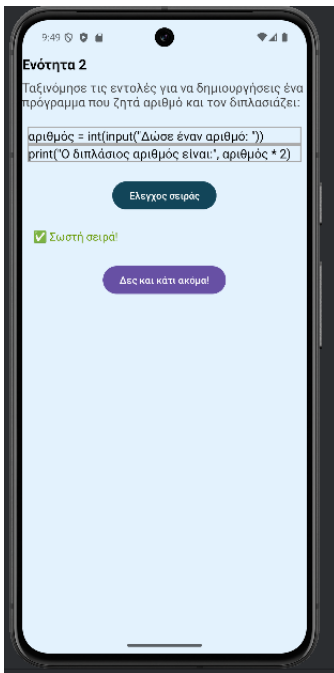 9:49
Ενότητα 2
Ταξινόμησε τις εντολές για να δημιουργήσεις ένα
πρόγραμμα που ζητά αριθμό και τον διπλασιάζει:
αριθμός = int(input("Δώσε έναν αριθμό: "))
print("Ο διπλάσιος αριθμός είναι:", αριθμός * 2)
Ελεγχος σειράς
✅ Σωστή σειρά!
Δες και κάτι ακόμα!